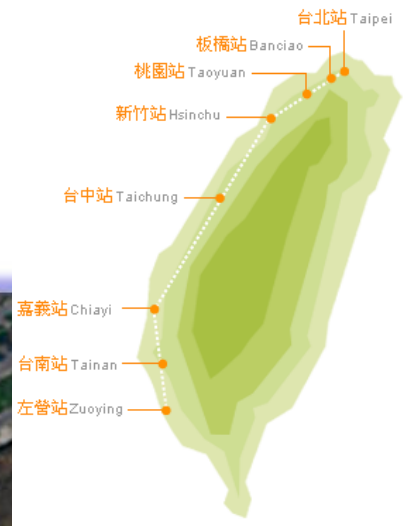 台北站 Taipei
板橋站 Banciao
桃園站 Taoyuan
新竹站 Hsinchu
台中站 Taichung
嘉義站 Chiayi
台南站 Tainan
左營站 Zuoying